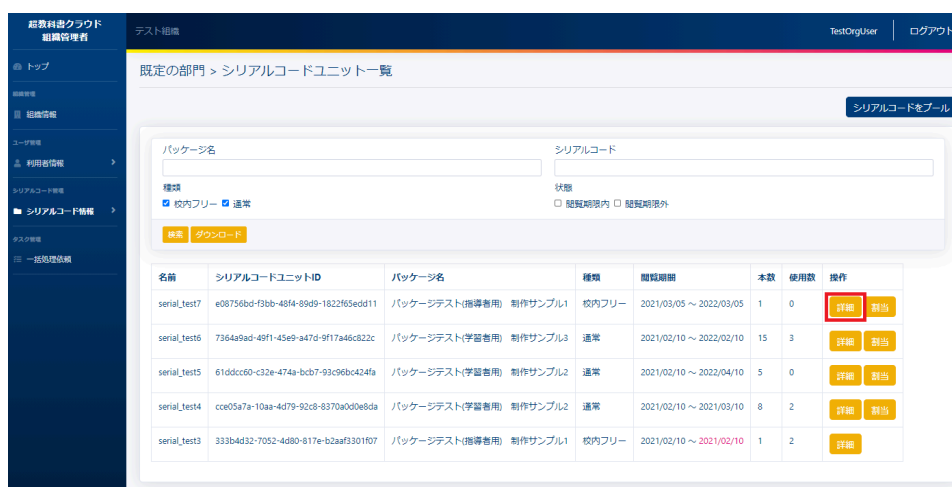 超教科書クラウド
組織管理者
テスト組織
TestOrgUser
ログアウト
トップ
組織管理
組織情報
ユーザ管理
利用者情報
シリアルコード管理
シリアルコード情報
タスク管理
一括処理依頼
既定の部門 > シリアルコードユニット一覧
シリアルコードをプール
パッケージ名 シリアルコード
種類 状態
校内フリー 通常 閲覧期限内 閲覧期限外
検索 ダウンロード
名前 シリアルコードユニットID パッケージ名 種類 閲覧期間 本数 使用数 操作
serial_test7 e08756bd-f3bb-48f4-89d9-1822f65edd11 パッケージテスト(指導者用) 制作サンプル1 校内フリー 2021/03/05 ～ 2022/03/05 1 0 詳細 割当
serial_test6 7364a9ad-49f1-45e9-a47d-9f17a46c822c パッケージテスト(学習者用) 制作サンプル3 通常 2021/02/10 ～ 2022/02/10 15 3 詳細 割当
serial_test5 61ddcc60-c32e-474a-bcb7-93c96bc424fa パッケージテスト(学習者用) 制作サンプル2 通常 2021/02/10 ～ 2022/04/10 5 0 詳細 割当
serial_test4 cce05a7a-10aa-4d79-92c8-8370a0d0e8da パッケージテスト(学習者用) 制作サンプル2 通常 2021/02/10 ～ 2021/03/10 8 2 詳細 割当
serial_test3 333b4d32-7052-4d80-817e-b2aaf3301f07 パッケージテスト(指導者用) 制作サンプル1 校内フリー 2021/02/10 ～ 2021/02/10 1 2 詳細